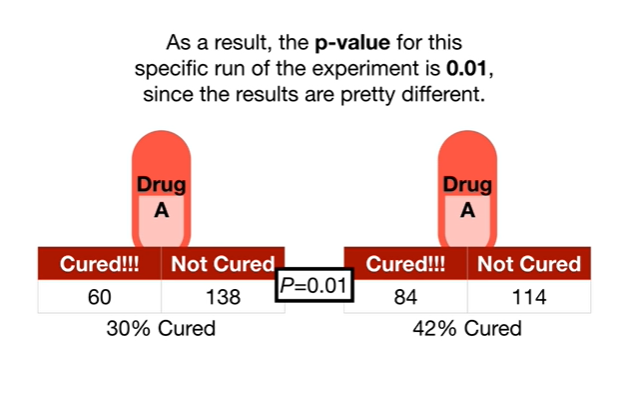 As a result, the p-value for this
specific run of the experiment is 0.01,
since the results are pretty different.
Drug
A
Drug
A
Cured!!! Not Cured
60 138
30% Cured
P=0.01
Cured!!! Not Cured
84 114
42% Cured